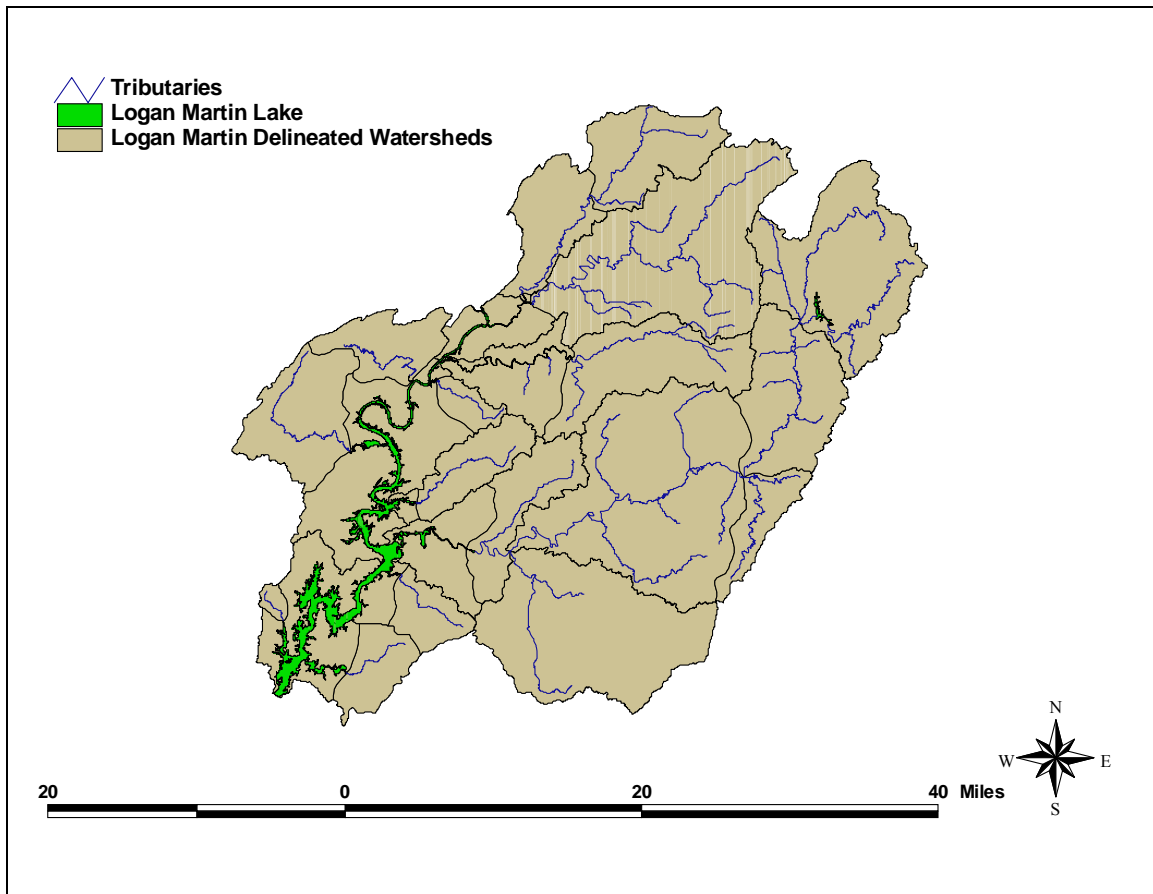 Tributaries
Logan Martin Lake
Logan Martin Delineated Watersheds
N
W E
S
20 0 20 40 Miles